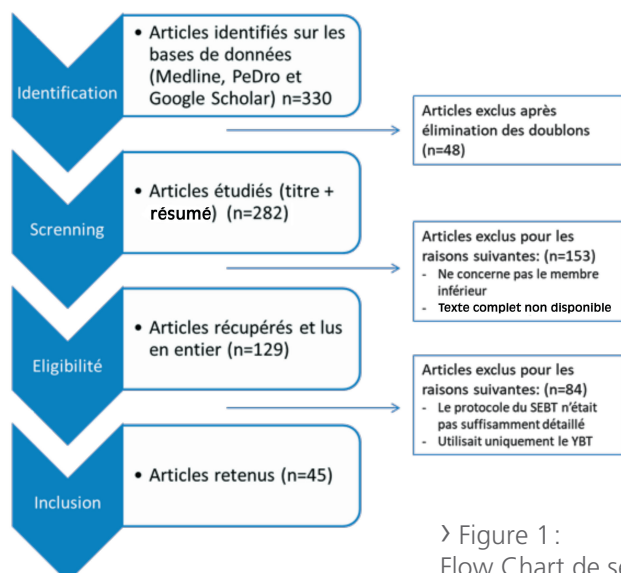 Identification
• Articles identifiés sur les
bases de données
(Medline, PeDro et
Google Scholar) n=330
Articles exclus après
élimination des doublons
(n=48)
Screnning
• Articles étudiés (titre +
résumé) (n=282)
Articles exclus pour les
raisons suivantes: (n=153)
- Ne concerne pas le membre
inférieur
- Texte complet non disponible
Eligibilité
• Articles récupérés et lus
en entier (n=129)
Articles exclus pour les
raisons suivantes: (n=84)
- Le protocole du SEBT n'était
pas suffisamment détaillé
- Utilisait uniquement le YBT
Inclusion
• Articles retenus (n=45)
› Figure 1 :
Flow Chart de